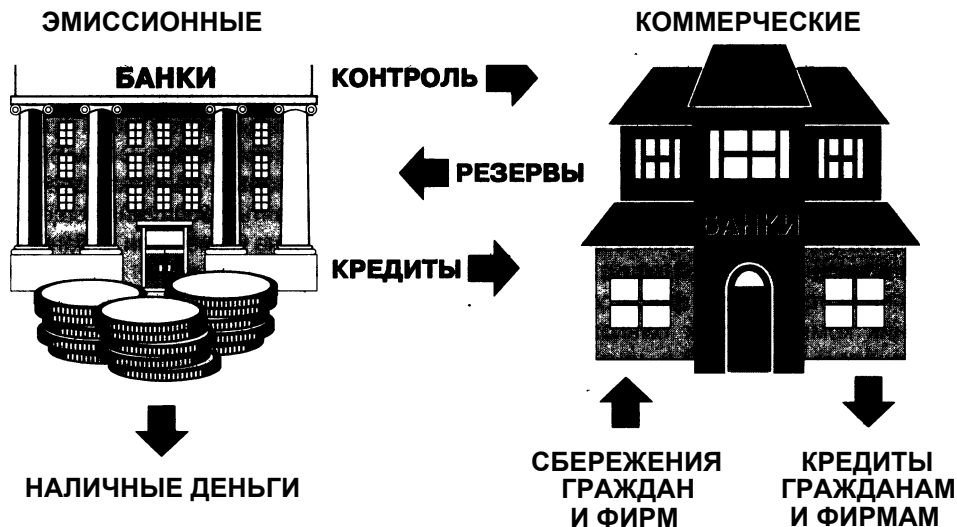 ЭМИССИОННЫЕ
КОММЕРЧЕСКИЕ
БАНКИ
КОНТРОЛЬ
РЕЗЕРВЫ
БАНКИ
КРЕДИТЫ
НАЛИЧНЫЕ ДЕНЬГИ
СБЕРЕЖЕНИЯ
ГРАЖДАН
И ФИРМ
КРЕДИТЫ
ГРАЖДАНАМ
И ФИРМАМ